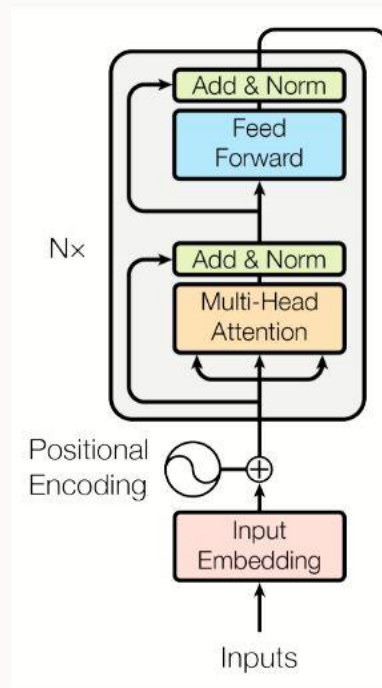 Add & Norm
Feed
Forward
Nx
Add & Norm
Multi-Head
Attention
Positional
Encoding
Input
Embedding
Inputs